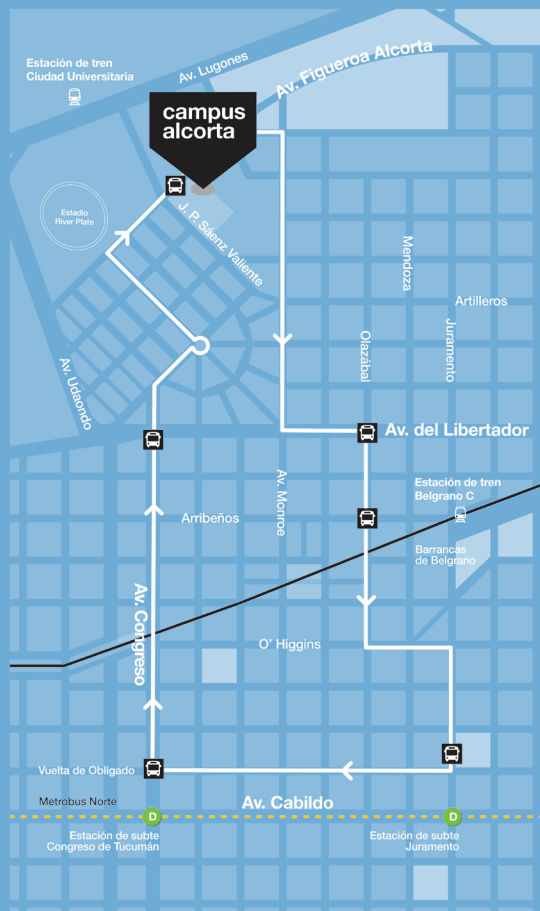 Estación de tren
Ciudad Universitaria
Av. Lugones
Av. Figueroa Alcorta
campus
alcorta
Estadio
River Plate
J. P. Sáenz Valiente
Mendoza
Artilleros
Olazábal
Juramento
Av. Udaondo
Av. del Libertador
Av. Monroe
Estación de tren
Belgrano C
Arribeños
Barrancas
de Belgrano
Av. Congreso
O' Higgins
Vuelta de Obligado
Metrobus Norte
Av. Cabildo
D
D
Estación de subte
Congreso de Tucumán
Estación de subte
Juramento